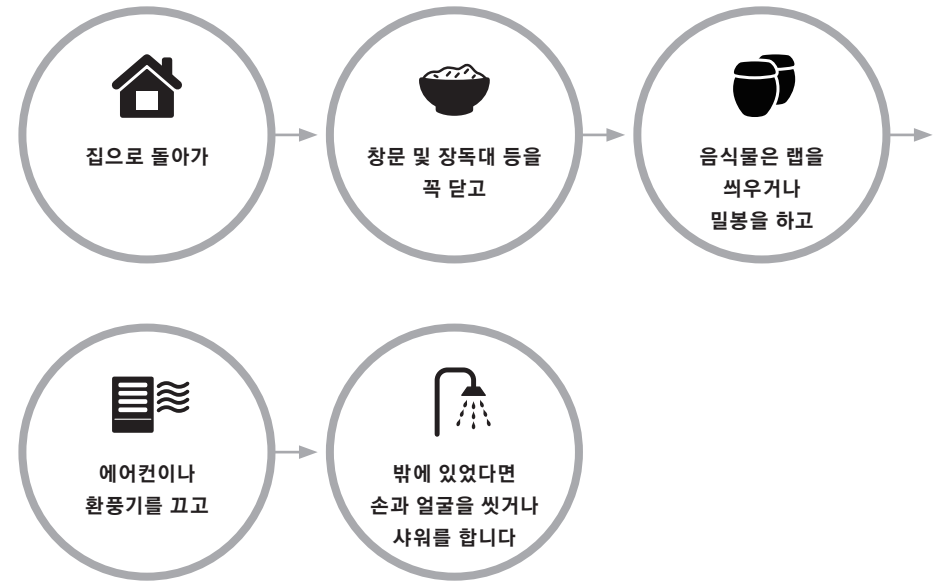 집으로 돌아가
창문 및 장독대 등을
꼭 닫고
음식물은 랩을
씌우거나
밀봉을 하고
에어컨이나
환풍기를 끄고
밖에 있었다면
손과 얼굴을 씻거나
샤워를 합니다